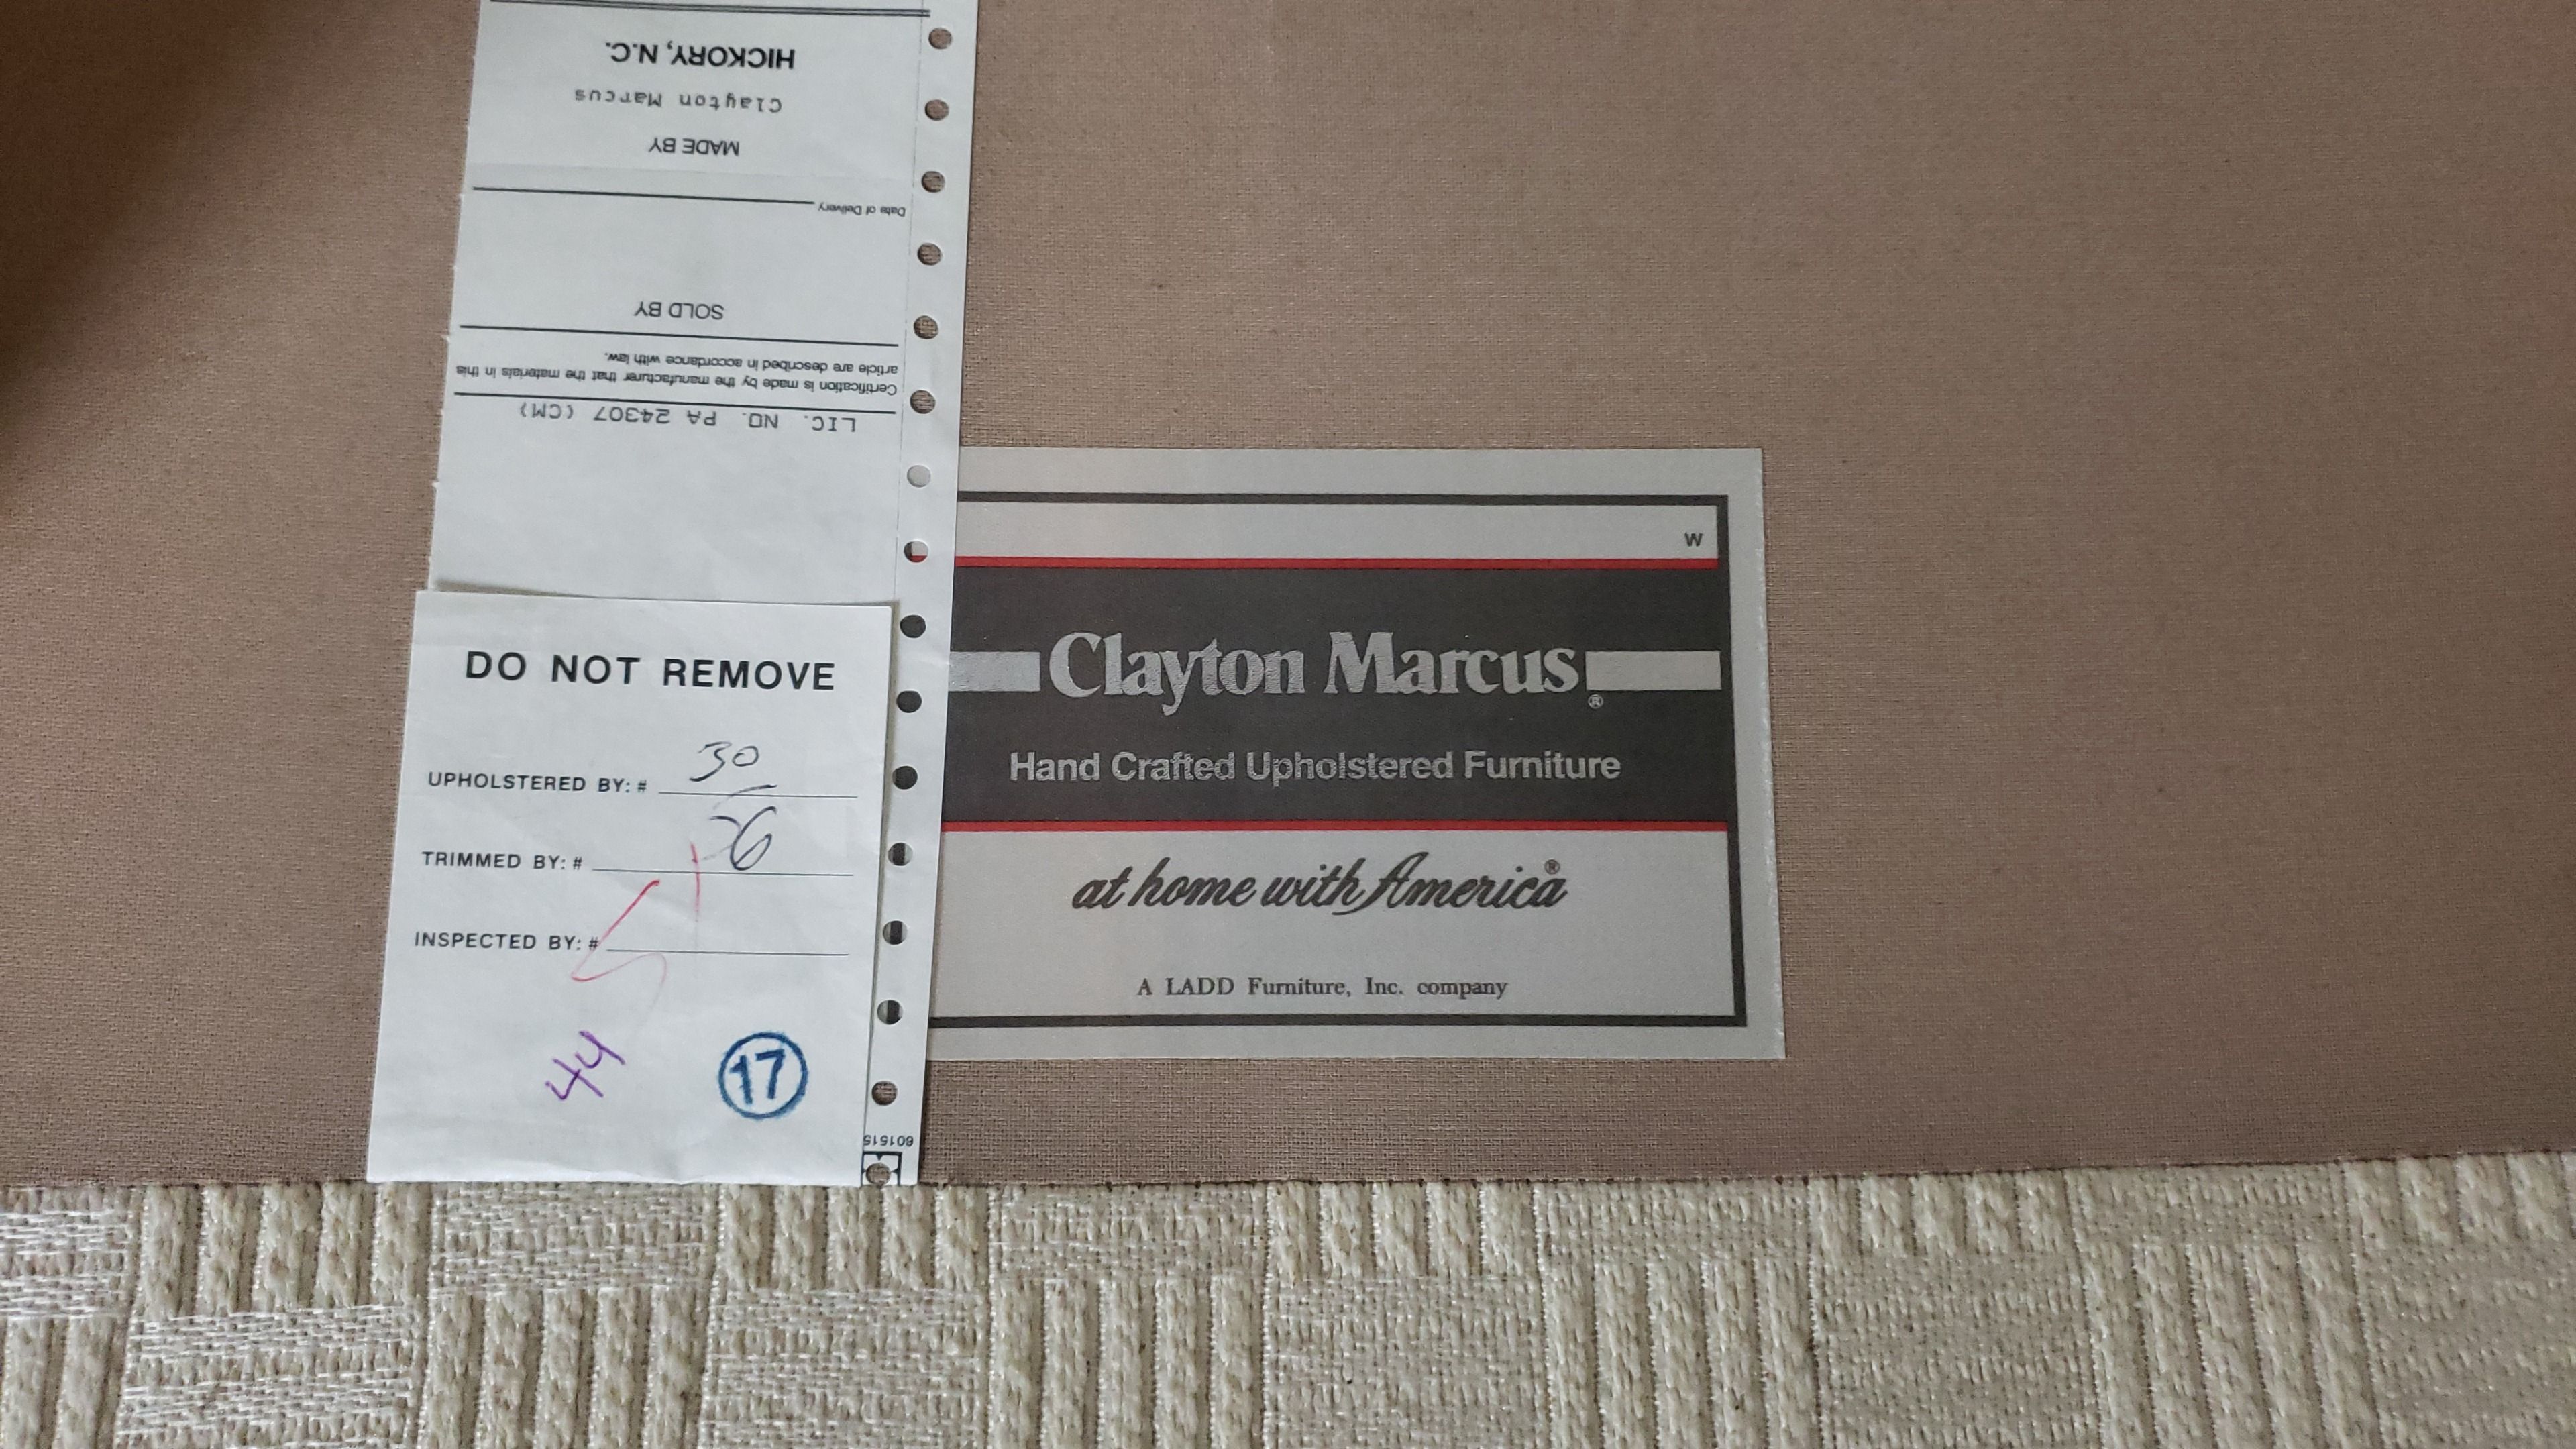 HICKORY, N.C.
Clayton Marcus
MADE BY
Date of Delivery
SOLD BY
article are described in accordance with law.
Certification is made by the manufacturer that the materials in this
LIC. NO. PA 24307 (CM)
DO NOT REMOVE
UPHOLSTERED BY: # 30
TRIMMED BY: #
INSPECTED BY: #
44
17
601515
W
Clayton Marcus®
Hand Crafted Upholstered Furniture
at home with America®
A LADD Furniture, Inc. company